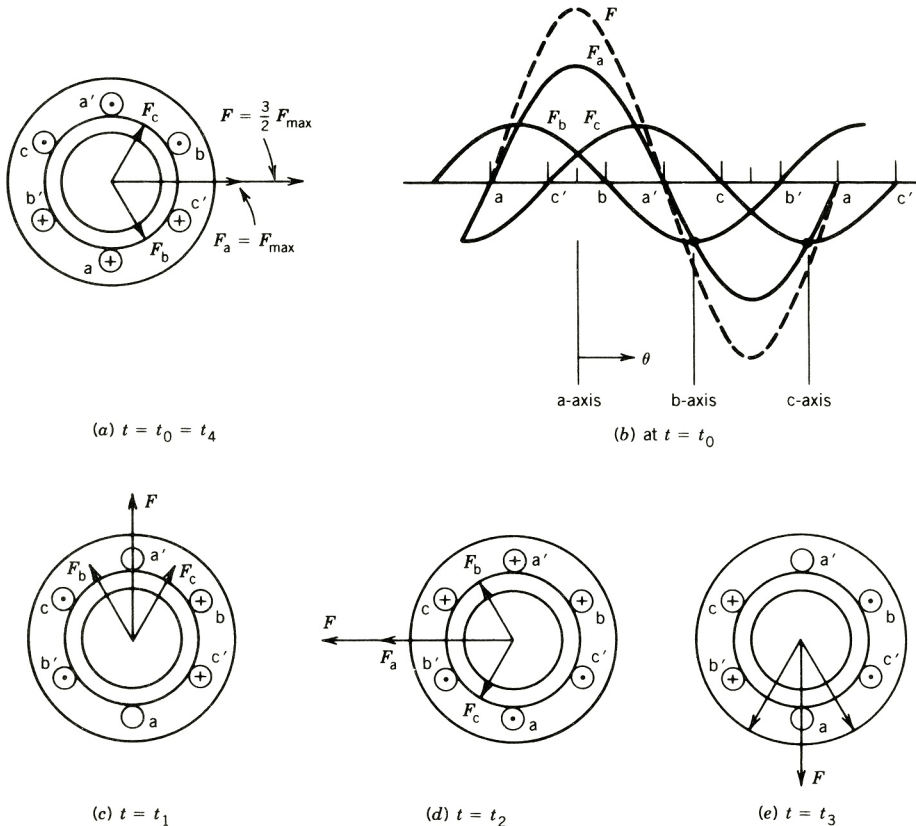 a′
F_c
F = 3/2 F_max
c
b
b′
c′
F_b
F_a = F_max
a
(a) t = t_0 = t_4
F
F_a
F_b
F_c
a
c′
b
a′
c
b′
a
c′
θ
a-axis
b-axis
c-axis
(b) at t = t_0
F
a′
F_b
F_c
c
b
b′
c′
a
(c) t = t_1
F_b
a′
c
b
F
F_a
b′
c′
F_c
a
(d) t = t_2
a′
c
b
b′
c′
a
F
(e) t = t_3